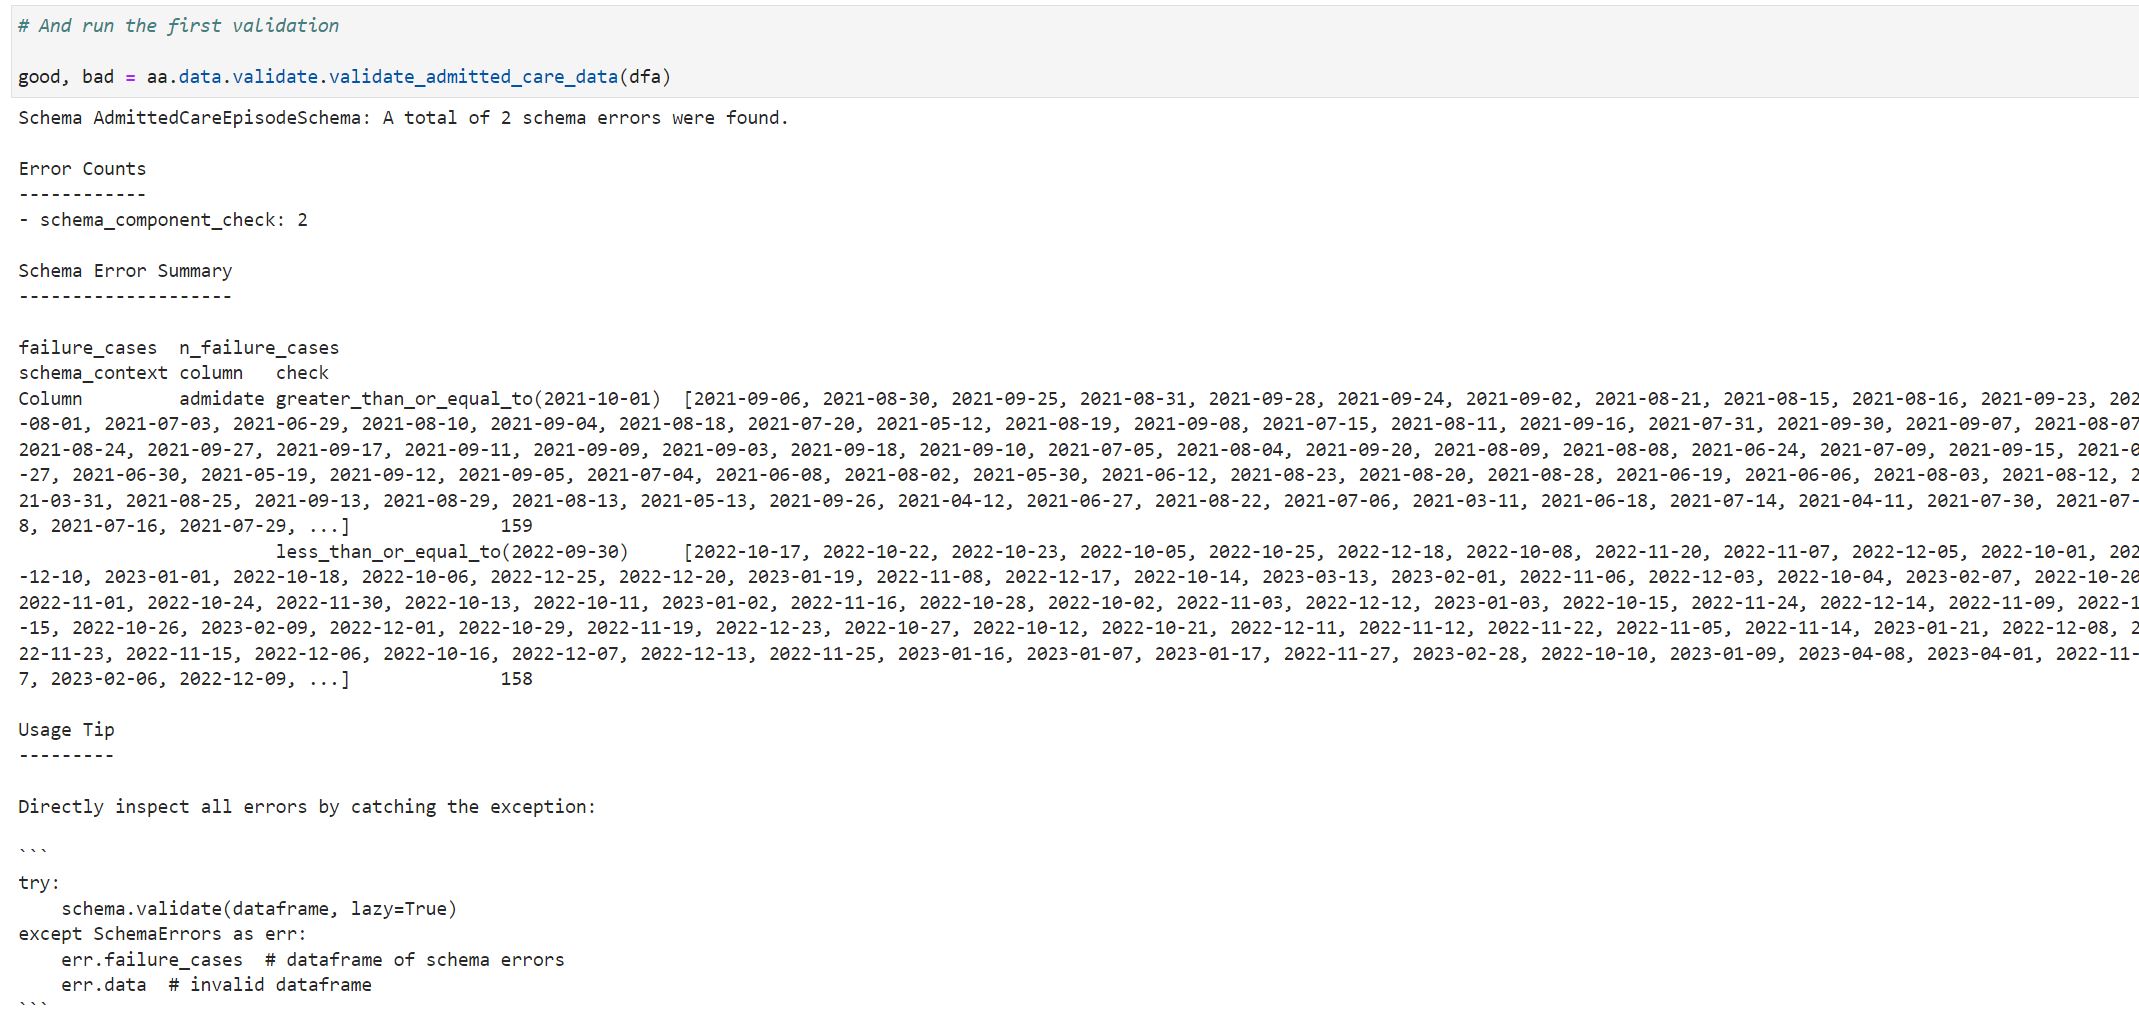 # And run the first validation
good, bad = aa.data.validate.validate_admitted_care_data(dfa)
Schema AdmittedCareEpisodeSchema: A total of 2 schema errors were found.
Error Counts
------------
- schema_component_check: 2
Schema Error Summary
--------------------
failure_cases  n_failure_cases
schema_context column   check
Column         admidate greater_than_or_equal_to(2021-10-01)  [2021-09-06, 2021-08-30, 2021-09-25, 2021-08-31, 2021-09-28, 2021-09-24, 2021-09-02, 2021-08-21, 2021-08-15, 2021-08-16, 2021-09-23, 202
-08-01, 2021-07-03, 2021-06-29, 2021-08-10, 2021-09-04, 2021-08-18, 2021-07-20, 2021-05-12, 2021-08-19, 2021-09-08, 2021-07-15, 2021-08-11, 2021-09-16, 2021-07-31, 2021-09-30, 2021-09-07, 2021-08-07
2021-08-24, 2021-09-27, 2021-09-17, 2021-09-11, 2021-09-09, 2021-09-03, 2021-09-18, 2021-09-10, 2021-07-05, 2021-08-04, 2021-09-20, 2021-08-09, 2021-08-08, 2021-06-24, 2021-07-09, 2021-09-15, 2021-0
-27, 2021-06-30, 2021-05-19, 2021-09-12, 2021-09-05, 2021-07-04, 2021-06-08, 2021-08-02, 2021-05-30, 2021-06-12, 2021-08-23, 2021-08-20, 2021-08-28, 2021-06-19, 2021-06-06, 2021-08-03, 2021-08-12, 2
21-03-31, 2021-08-25, 2021-09-13, 2021-08-29, 2021-08-13, 2021-05-13, 2021-09-26, 2021-04-12, 2021-06-27, 2021-08-22, 2021-07-06, 2021-03-11, 2021-06-18, 2021-07-14, 2021-04-11, 2021-07-30, 2021-07-
8, 2021-07-16, 2021-07-29, ...]              159
less_than_or_equal_to(2022-09-30)     [2022-10-17, 2022-10-22, 2022-10-23, 2022-10-05, 2022-10-25, 2022-12-18, 2022-10-08, 2022-11-20, 2022-11-07, 2022-12-05, 2022-10-01, 202
-12-10, 2023-01-01, 2022-10-18, 2022-10-06, 2022-12-25, 2022-12-20, 2023-01-19, 2022-11-08, 2022-12-17, 2022-10-14, 2023-03-13, 2023-02-01, 2022-11-06, 2022-12-03, 2022-10-04, 2023-02-07, 2022-10-20
2022-11-01, 2022-10-24, 2022-11-30, 2022-10-13, 2022-10-11, 2023-01-02, 2022-11-16, 2022-10-28, 2022-10-02, 2022-11-03, 2022-12-12, 2023-01-03, 2022-10-15, 2022-11-24, 2022-12-14, 2022-11-09, 2022-1
-15, 2022-10-26, 2023-02-09, 2022-12-01, 2022-10-29, 2022-11-19, 2022-12-23, 2022-10-27, 2022-10-12, 2022-10-21, 2022-12-11, 2022-11-12, 2022-11-22, 2022-11-05, 2022-11-14, 2023-01-21, 2022-12-08, 2
22-11-23, 2022-11-15, 2022-12-06, 2022-10-16, 2022-12-07, 2022-12-13, 2022-11-25, 2023-01-16, 2023-01-07, 2023-01-17, 2022-11-27, 2023-02-28, 2022-10-10, 2023-01-09, 2023-04-08, 2023-04-01, 2022-11-
7, 2023-02-06, 2022-12-09, ...]              158
Usage Tip
---------
Directly inspect all errors by catching the exception:
```
try:
    schema.validate(dataframe, lazy=True)
except SchemaErrors as err:
    err.failure_cases  # dataframe of schema errors
    err.data  # invalid dataframe
```